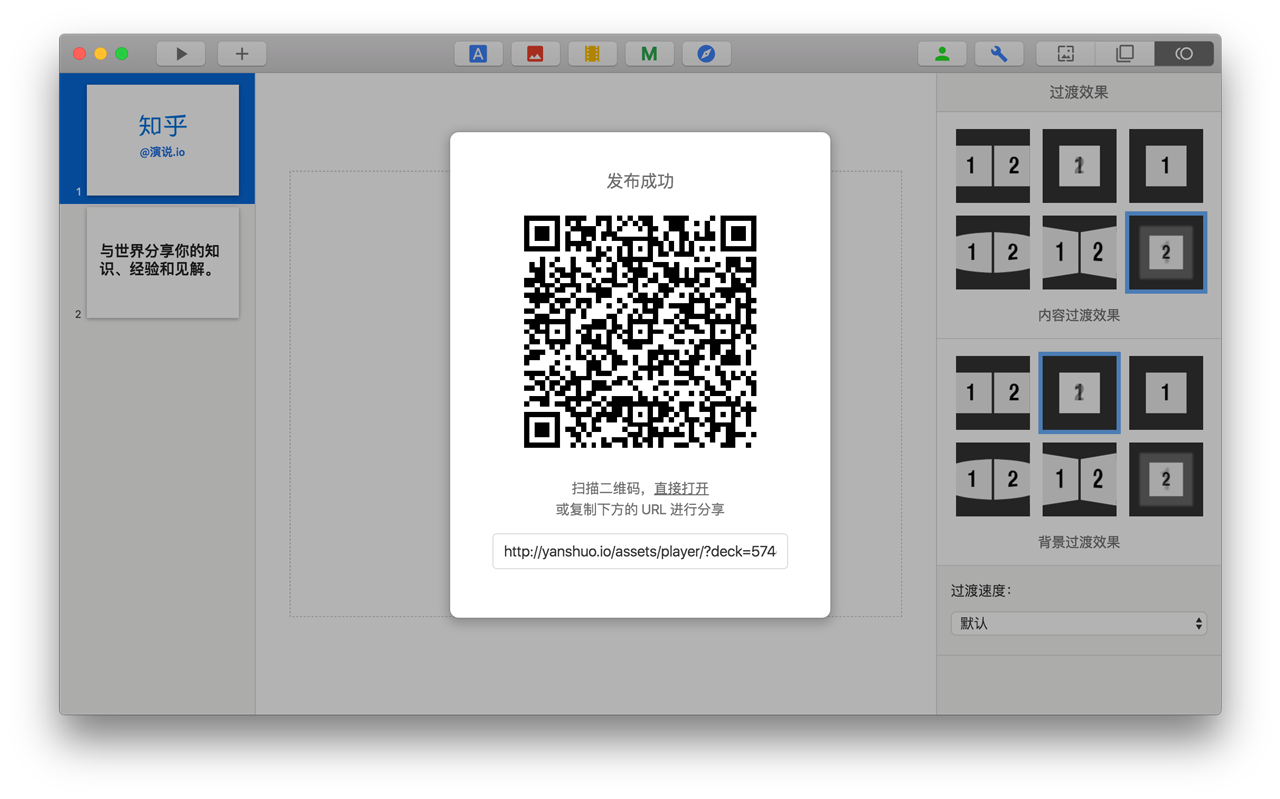 A
M
知乎
@演说.io
1
与世界分享你的知
识、经验和见解。
2
发布成功
扫描二维码，直接打开
或复制下方的 URL 进行分享
http://yanshuo.io/assets/player/?deck=574
过渡效果
1 2
1
1 2
1 2
2
内容过渡效果
1 2
1
1 2
1 2
2
背景过渡效果
过渡速度：
默认